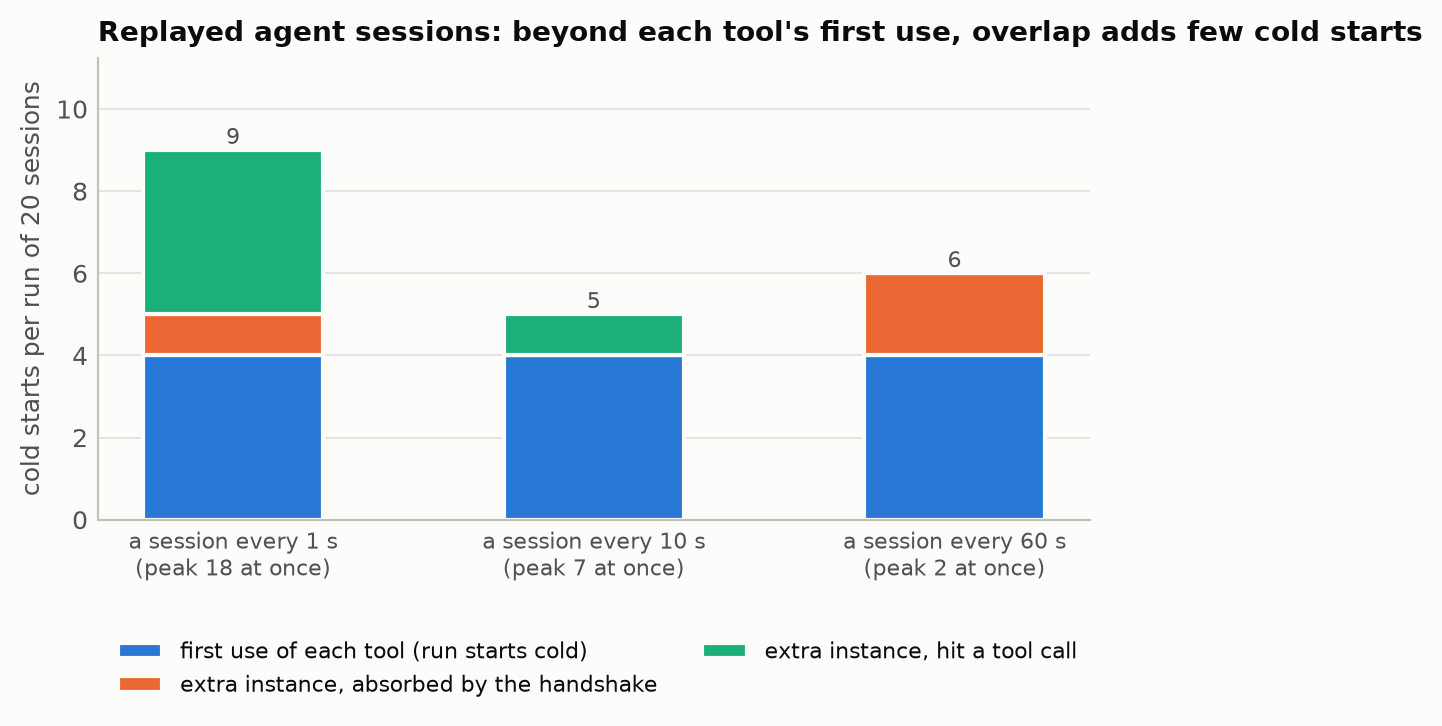 Replayed agent sessions: beyond each tool's first use, overlap adds few cold starts
cold starts per run of 20 sessions
10
8
6
4
2
0
9
5
6
a session every 1 s
(peak 18 at once)
a session every 10 s
(peak 7 at once)
a session every 60 s
(peak 2 at once)
first use of each tool (run starts cold)
extra instance, absorbed by the handshake
extra instance, hit a tool call